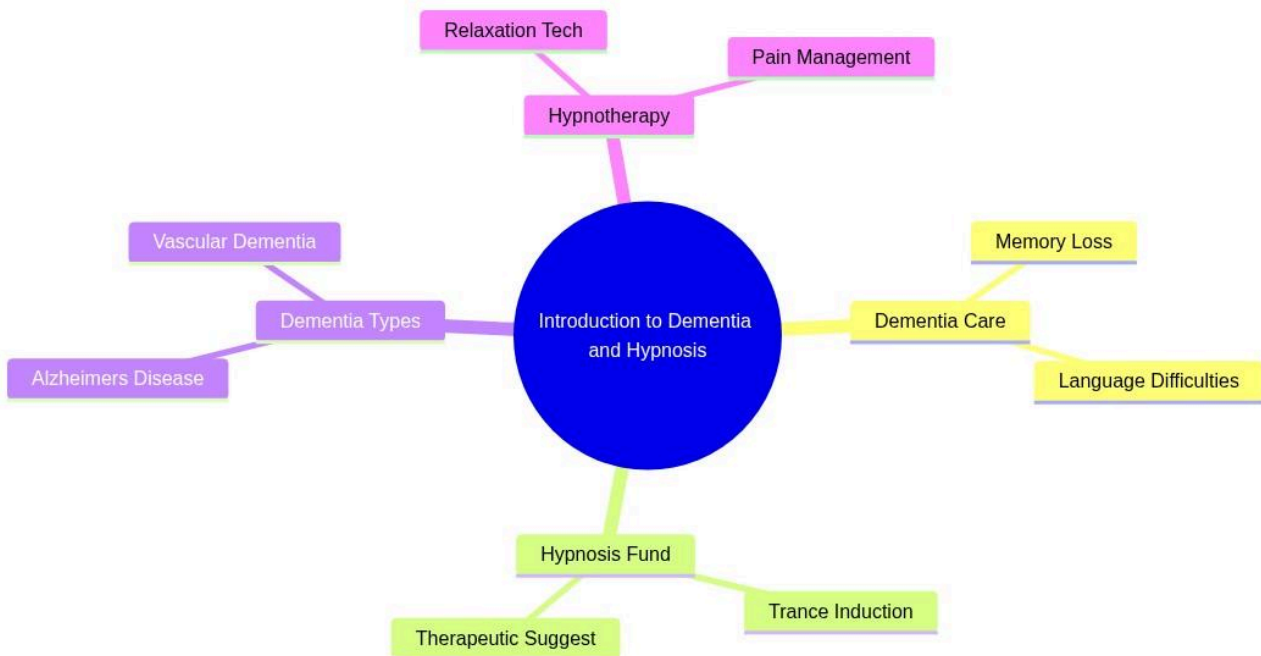 Relaxation Tech
Pain Management
Hypnotherapy
Vascular Dementia
Memory Loss
Dementia Types
Introduction to Dementia
and Hypnosis
Dementia Care
Alzheimers Disease
Language Difficulties
Hypnosis Fund
Trance Induction
Therapeutic Suggest